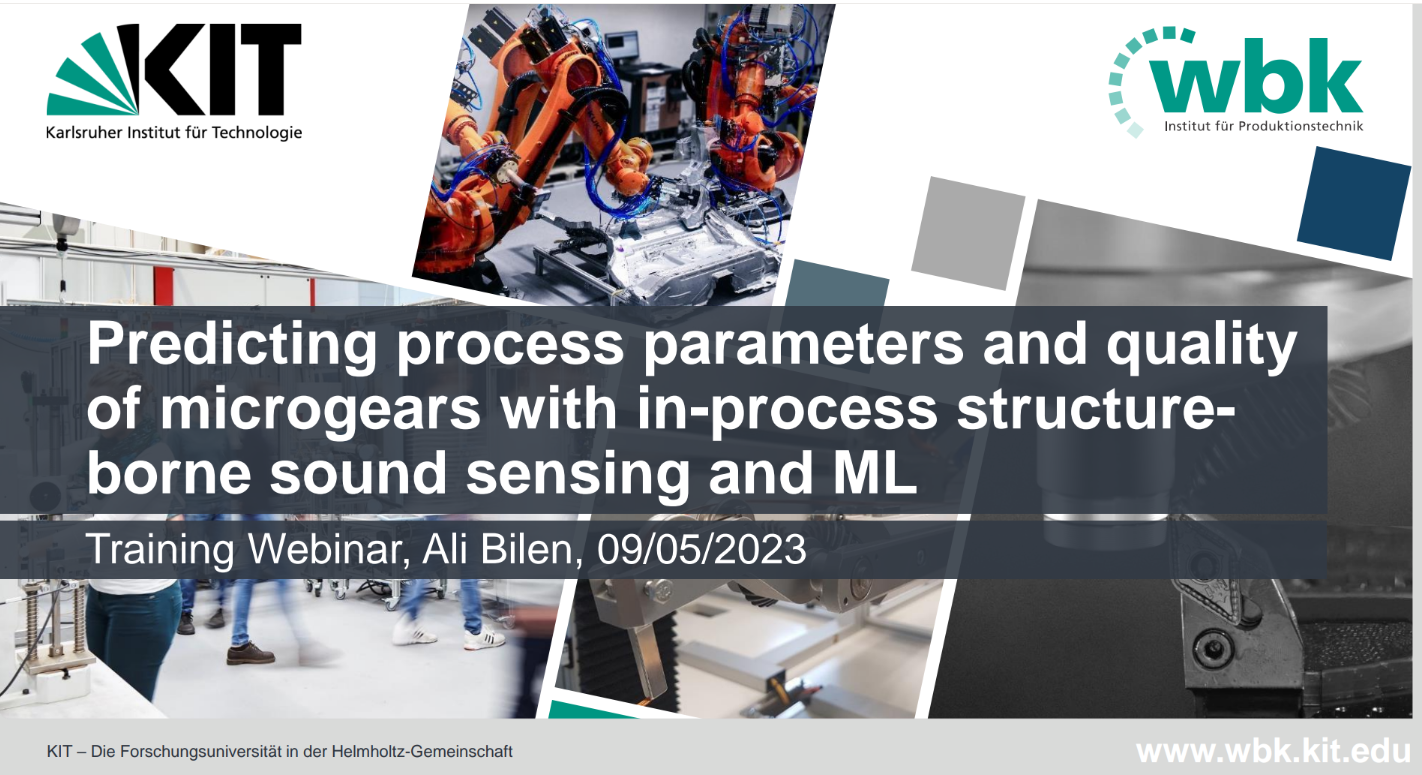 KIT
Karlsruher Institut für Technologie
wbk
Institut für Produktionstechnik
Predicting process parameters and quality
of microgears with in-process structure-
borne sound sensing and ML
Training Webinar, Ali Bilen, 09/05/2023
KIT – Die Forschungsuniversität in der Helmholtz-Gemeinschaft
www.wbk.kit.edu